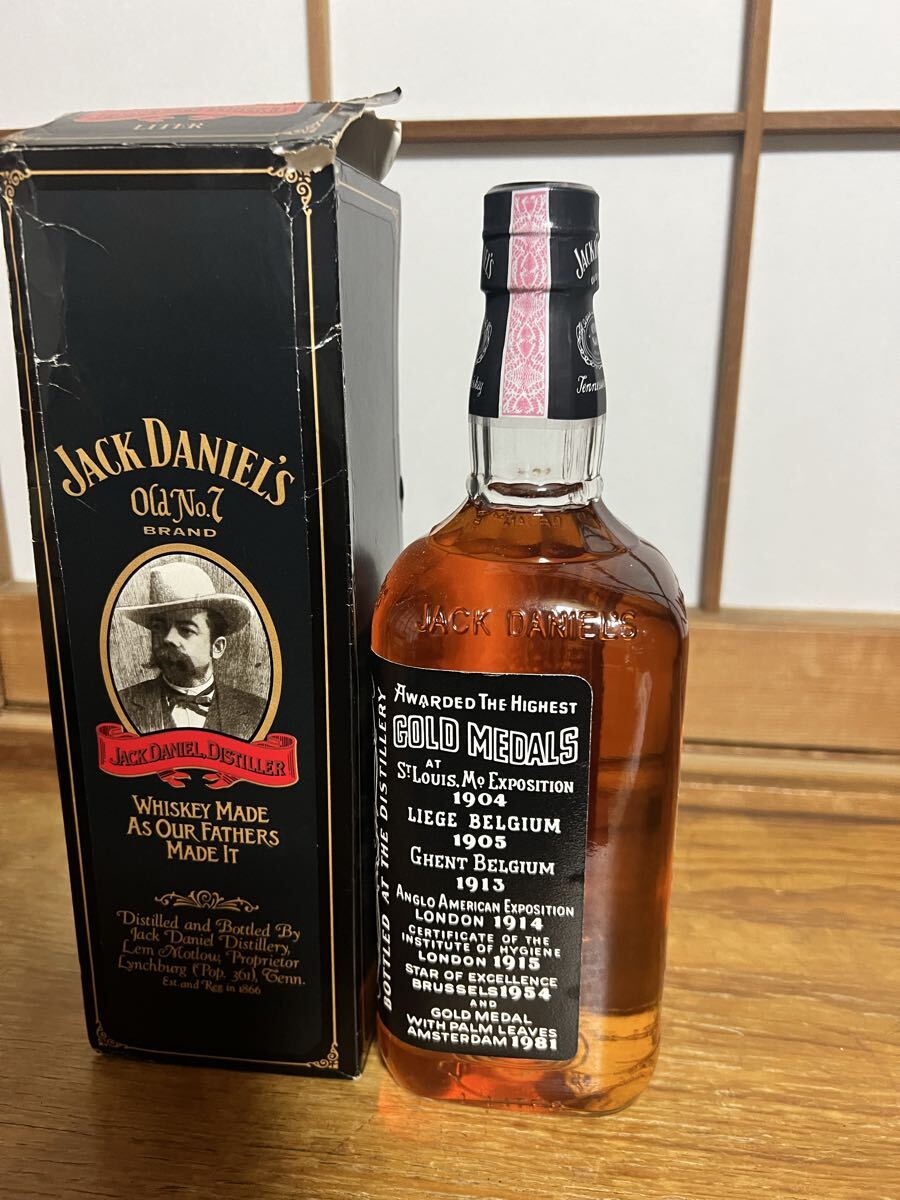 LITER
JACK DANIEL'S
Old No.7
BRAND
JACK DANIEL, DISTILLER
WHISKEY MADE
AS OUR FATHERS
MADE IT
Distilled and Bottled By
Jack Daniel Distillery,
Lem Motlow, Proprietor
Lynchburg (Pop. 361), Tenn.
Est. and Reg in 1866
JACK
JACK DANIEL'S
BOTTLED AT THE DISTILLERY
AWARDED THE HIGHEST
GOLD MEDALS
AT
ST LOUIS, MO EXPOSITION
1904
LIEGE BELGIUM
1905
GHENT BELGIUM
1913
ANGLO AMERICAN EXPOSITION
LONDON 1914
CERTIFICATE OF THE
INSTITUTE OF HYGIENE
LONDON 1915
STAR OF EXCELLENCE
BRUSSELS 1954
AND
GOLD MEDAL
WITH PALM LEAVES
AMSTERDAM 1981